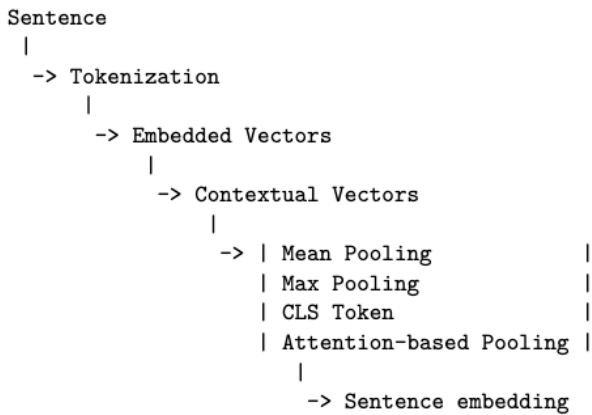 Sentence
|
-> Tokenization
|
-> Embedded Vectors
|
-> Contextual Vectors
|
-> | Mean Pooling |
| Max Pooling |
| CLS Token |
| Attention-based Pooling |
|
-> Sentence embedding